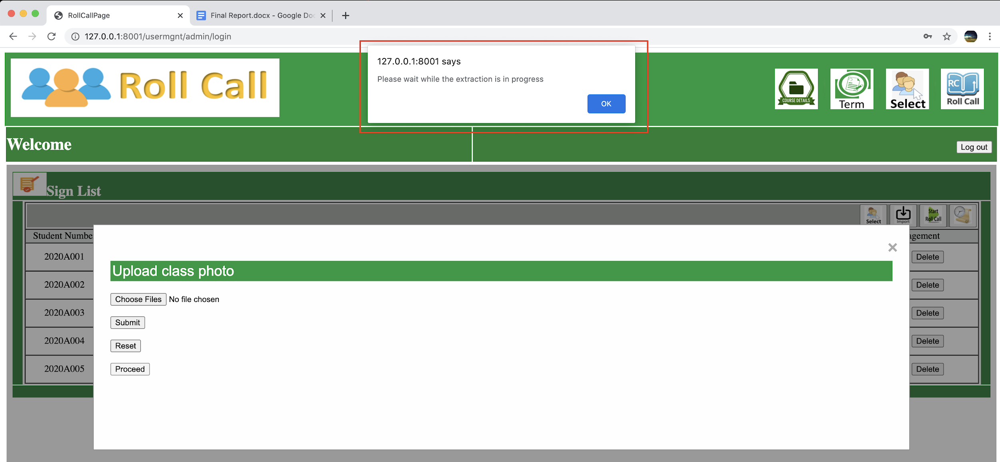 RollCallPage
Final Report.docx - Google Doc
127.0.0.1:8001/usermgnt/admin/login
127.0.0.1:8001 says
Please wait while the extraction is in progress
OK
Roll Call
COURSE DETAILS
Term
Select
RC
Roll Call
Welcome
Log out
Sign List
Select
Import
Start
Roll Call
Student Numbe
agement
2020A001
Delete
2020A002
Delete
2020A003
Delete
2020A004
Delete
2020A005
Delete
Upload class photo
Choose Files No file chosen
Submit
Reset
Proceed